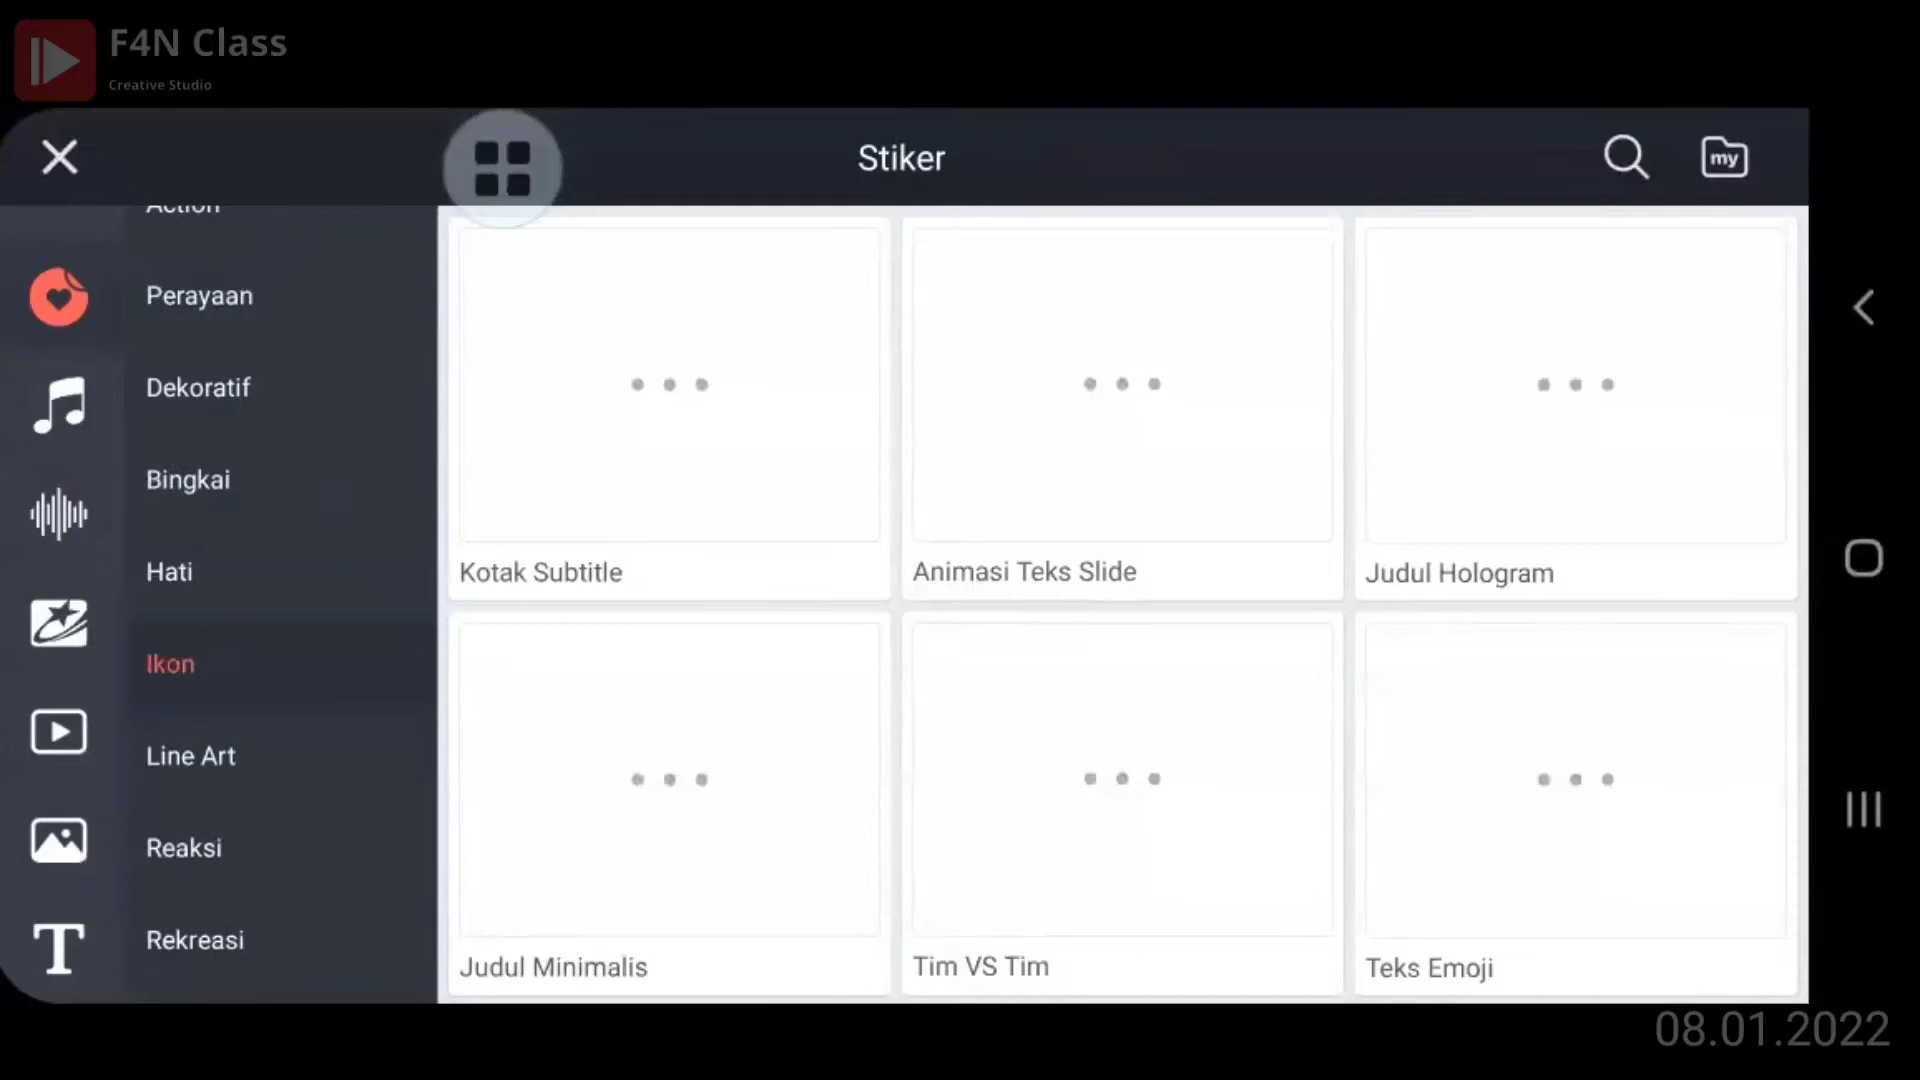 F4N Class
Creative Studio
Stiker
my
Action
Perayaan
Dekoratif
Bingkai
Hati
Ikon
Line Art
Reaksi
Rekreasi
Kotak Subtitle
Animasi Teks Slide
Judul Hologram
Judul Minimalis
Tim VS Tim
Teks Emoji
T
08.01.2022